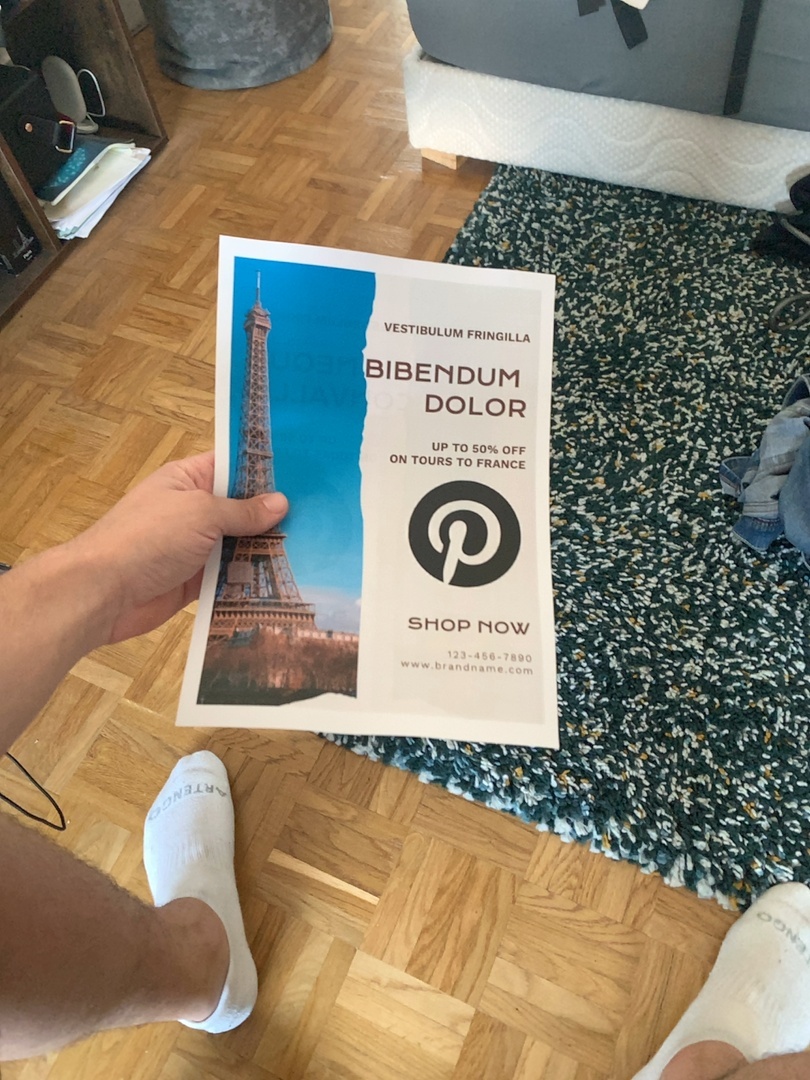 VESTIBULUM FRINGILLA
BIBENDUM
DOLOR
UP TO 50% OFF
ON TOURS TO FRANCE
SHOP NOW
123-456-7890
www.brandname.com
ARTENGO